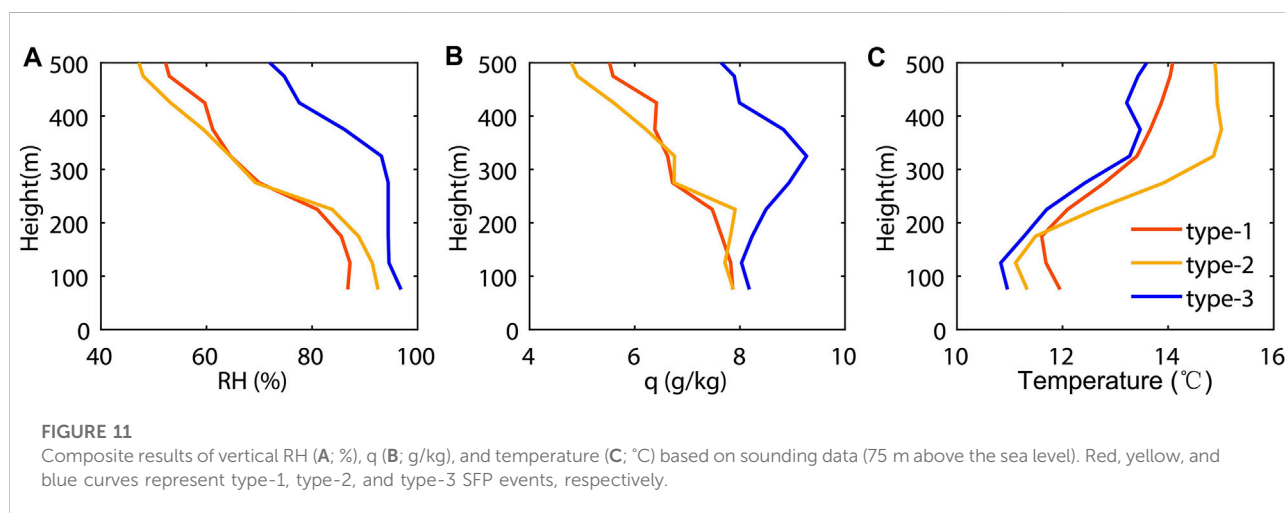 A
500
400
300
200
100
0
Height(m)
40 60 80 100
RH (%)
B
500
400
300
200
100
0
Height(m)
4 6 8 10
q (g/kg)
C
500
400
300
200
100
0
Height(m)
10 12 14 16
Temperature (℃)
type-1
type-2
type-3
FIGURE 11
Composite results of vertical RH (A; %), q (B; g/kg), and temperature (C; °C) based on sounding data (75 m above the sea level). Red, yellow, and
blue curves represent type-1, type-2, and type-3 SFP events, respectively.